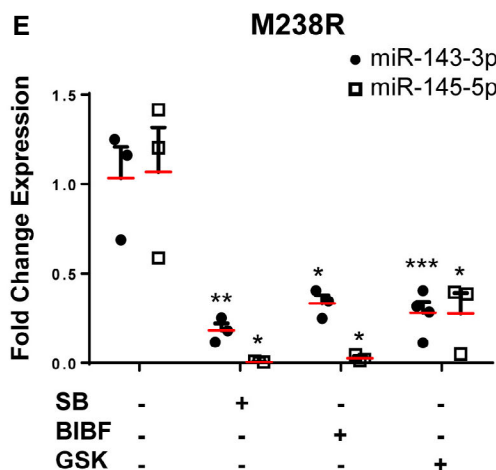 E
M238R
● miR-143-3p
□ miR-145-5p
Fold Change Expression
1.5
1.0
0.5
0.0
** * * * *** *
SB - + - -
BIBF - - + -
GSK - - - +